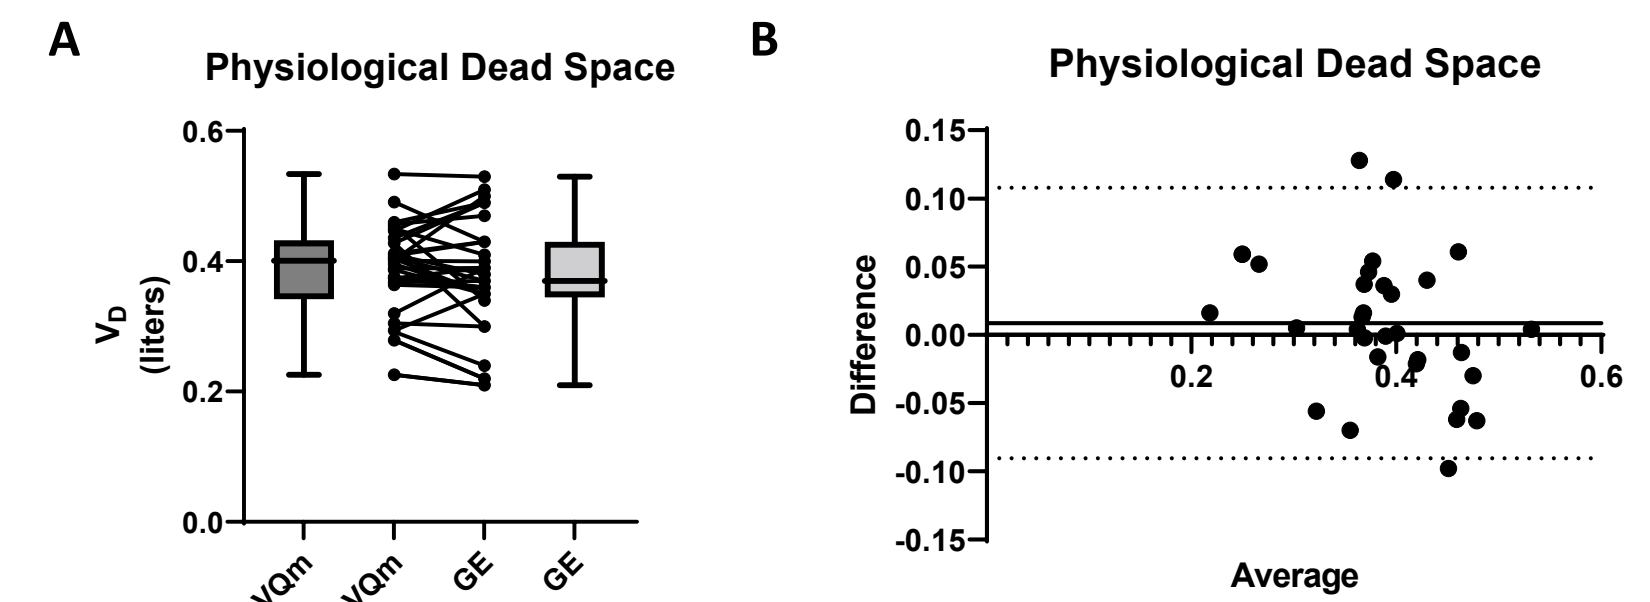 A
Physiological Dead Space
0.6
0.4
0.2
0.0
VD
(liters)
VQm
VQm
GE
GE
B
Physiological Dead Space
0.15
0.10
0.05
0.00
-0.05
-0.10
-0.15
Difference
0.2
0.4
0.6
Average